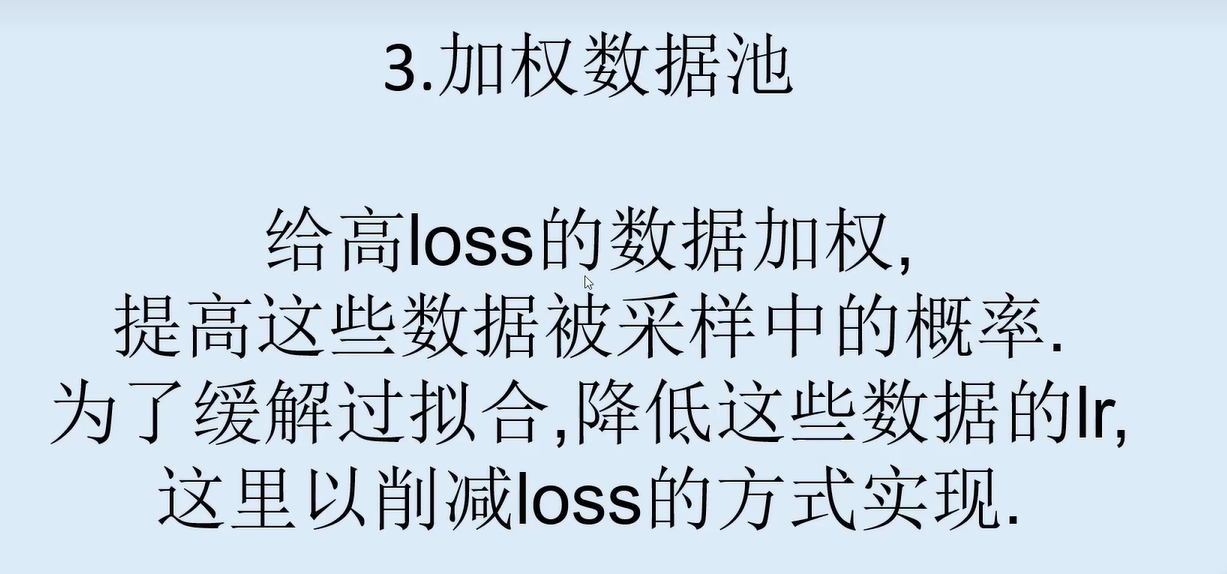 3.加权数据池
给高loss的数据加权,
提高这些数据被采样中的概率.
为了缓解过拟合,降低这些数据的lr,
这里以削减loss的方式实现.